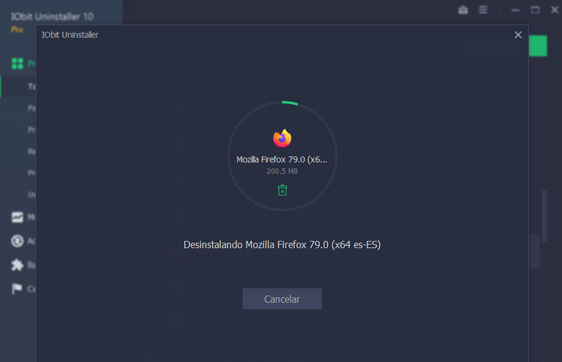 IObit Uninstaller 10
Pro
IObit Uninstaller
Mozilla Firefox 79.0 (x6...
200.5 MB
Desinstalando Mozilla Firefox 79.0 (x64 es-ES)
Cancelar